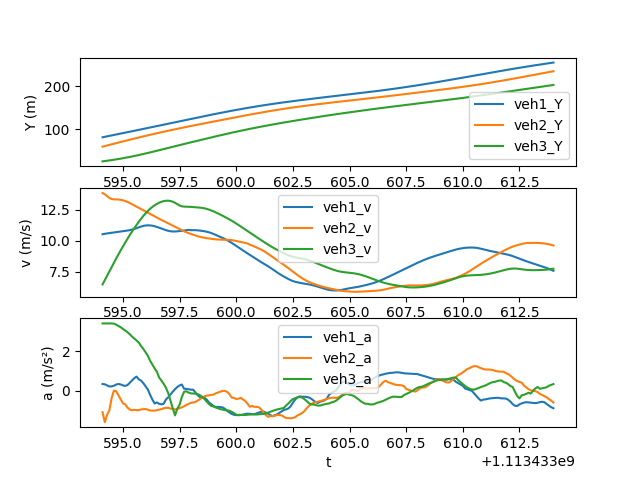 200
100
Y (m)
veh1_Y
veh2_Y
veh3_Y
595.0 597.5 600.0 602.5 605.0 607.5 610.0 612.5
12.5
10.0
7.5
v (m/s)
veh1_v
veh2_v
veh3_v
595.0 597.5 600.0 602.5 605.0 607.5 610.0 612.5
2
0
a (m/s²)
veh1_a
veh2_a
veh3_a
595.0 597.5 600.0 602.5 605.0 607.5 610.0 612.5
t
+1.113433e9